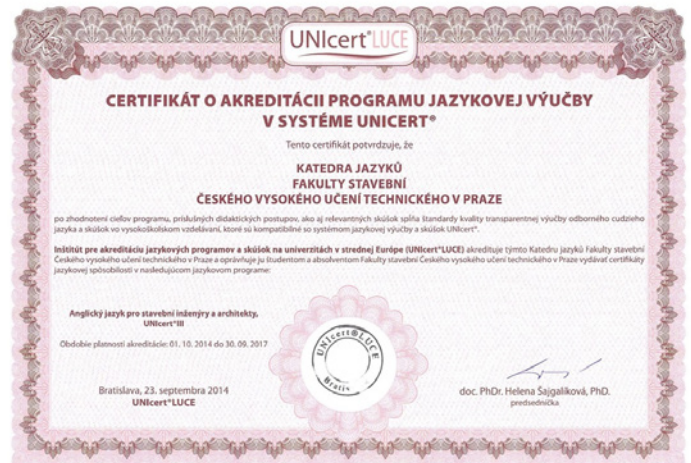 UNIcert®LUCE
CERTIFIKÁT O AKREDITÁCII PROGRAMU JAZYKOVEJ VÝUČBY
V SYSTÉME UNICERT®
Tento certifikát potvrdzuje, že
KATEDRA JAZYKŮ
FAKULTY STAVEBNÍ
ČESKÉHO VYSOKÉHO UČENÍ TECHNICKÉHO V PRAZE
po zhodnotení cieľov programu, príslušných didaktických postupov, ako aj relevantných skúšok spĺňa štandardy kvality transparentnej výučby odborného cudzieho
jazyka a skúšok vo vysokoškolskom vzdelávaní, ktoré sú kompatibilné so systémom jazykovej výučby a skúšok UNIcert®.
Inštitút pre akreditáciu jazykových programov a skúšok na univerzitách v strednej Európe (UNIcert®LUCE) akredituje týmto Katedru jazyků Fakulty stavební
Českého vysokého učení technického v Praze a oprávňuje ju študentom a absolventom Fakulty stavební Českého vysokého učení technického v Praze vydávať certifikáty
jazykovej spôsobilosti v nasledujúcom jazykovom programe:
Anglický jazyk pro stavební inženýry a architekty,
UNIcert®III
Obdobie platnosti akreditácie: 01. 10. 2014 do 30. 09. 2017
UNIcert®LUCE
Bratis
Bratislava, 23. septembra 2014
UNIcert®LUCE
doc. PhDr. Helena Šajgalíková, PhD.
predsedníčka